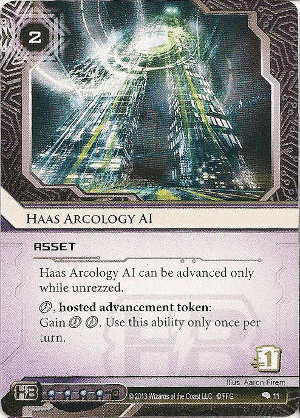 2
HAAS ARCOLOGY AI
ASSET
Haas Arcology AI can be advanced only
while unrezzed.
, hosted advancement token:
Gain . Use this ability only once per
turn.
1
Illus. Aaron Firem
HB
© 2013 Wizards of the Coast LLC. © FFG
11